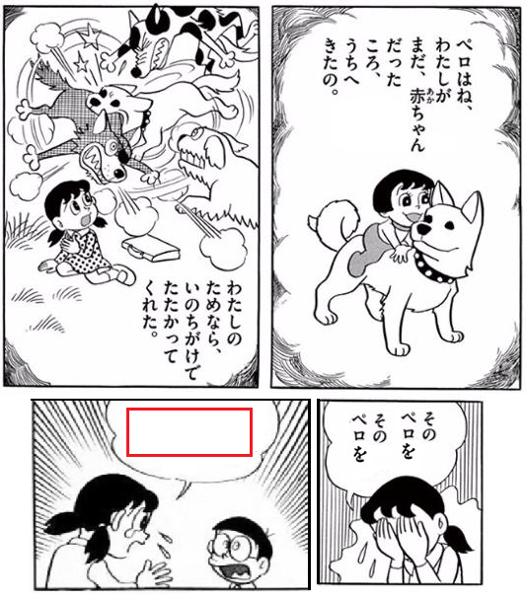 ペロはね、
わたしが
まだ、赤ちゃん
だった
ころ、
うちへ
きたの。
わたしの
ためなら、
いのちがけで
たたかって
くれた。
その
ペロを
その
ペロを